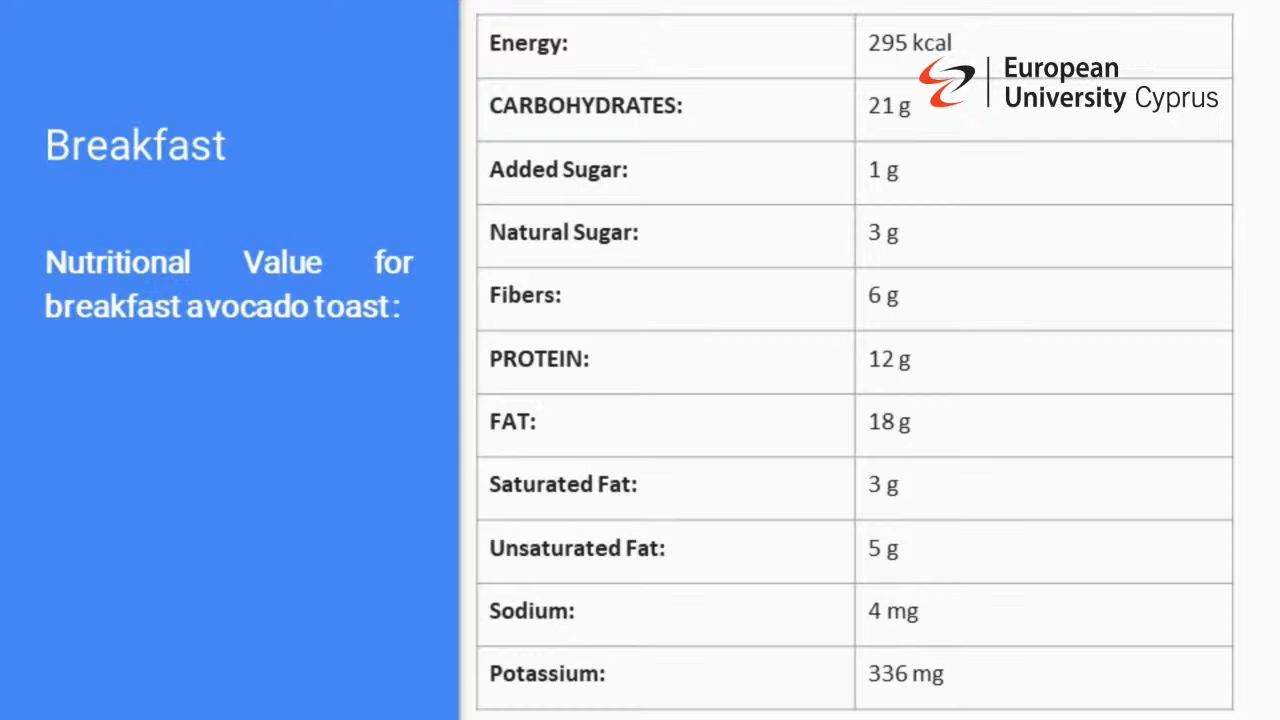 Breakfast
Nutritional Value for
breakfast avocado toast:
Energy: 295 kcal
CARBOHYDRATES: 21 g
Added Sugar: 1 g
Natural Sugar: 3 g
Fibers: 6 g
PROTEIN: 12 g
FAT: 18 g
Saturated Fat: 3 g
Unsaturated Fat: 5 g
Sodium: 4 mg
Potassium: 336 mg
European
University Cyprus